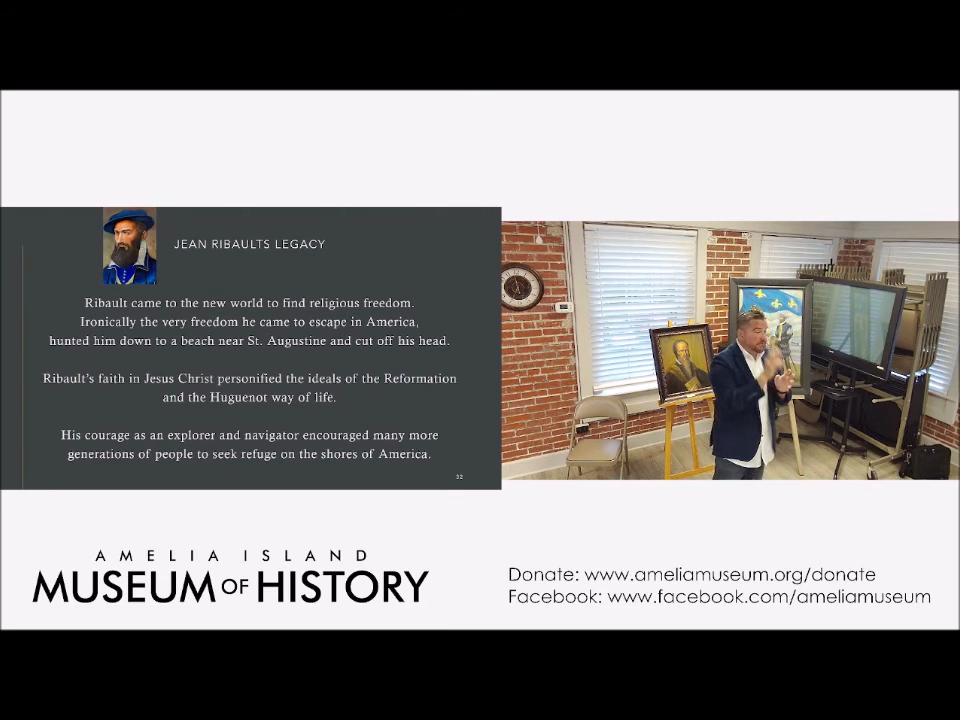 JEAN RIBAULTS LEGACY
Ribault came to the new world to find religious freedom.
Ironically the very freedom he came to escape in America,
hunted him down to a beach near St. Augustine and cut off his head.
Ribault's faith in Jesus Christ personified the ideals of the Reformation
and the Huguenot way of life.
His courage as an explorer and navigator encouraged many more
generations of people to seek refuge on the shores of America.
32
AMELIA ISLAND
MUSEUM OF HISTORY
Donate: www.ameliamuseum.org/donate
Facebook: www.facebook.com/ameliamuseum